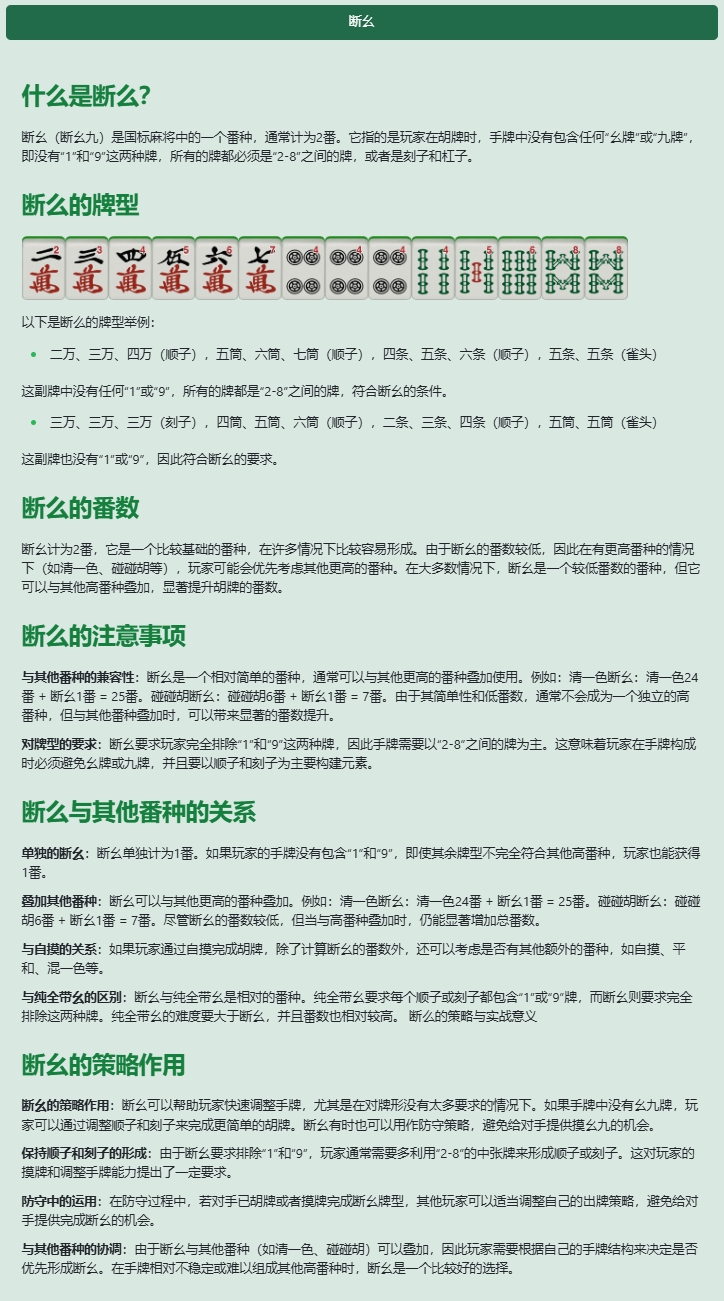 断幺
什么是断么？
断幺（断幺九）是国标麻将中的一个番种，通常计为2番。它指的是玩家在胡牌时，手牌中没有包含任何“幺牌”或“九牌”，
即没有“1”和“9”这两种牌，所有的牌都必须是“2-8”之间的牌，或者是刻子和杠子。
断么的牌型
二萬2 三萬3 四萬4 伍萬5 六萬6 七萬7 4 4 4 4 5 6 8 8
以下是断么的牌型举例：
二万、三万、四万（顺子），五筒、六筒、七筒（顺子），四条、五条、六条（顺子），五条、五条（雀头）
这副牌中没有任何“1”或“9”，所有的牌都是“2-8”之间的牌，符合断幺的条件。
三万、三万、三万（刻子），四筒、五筒、六筒（顺子），二条、三条、四条（顺子），五筒、五筒（雀头）
这副牌也没有“1”或“9”，因此符合断幺的要求。
断么的番数
断幺计为2番，它是一个比较基础的番种，在许多情况下比较容易形成。由于断幺的番数较低，因此在有更高番种的情况
下（如清一色、碰碰胡等），玩家可能会优先考虑其他更高的番种。在大多数情况下，断幺是一个较低番数的番种，但它
可以与其他高番种叠加，显著提升胡牌的番数。
断么的注意事项
与其他番种的兼容性：断幺是一个相对简单的番种，通常可以与其他更高的番种叠加使用。例如：清一色断幺：清一色24
番 + 断幺1番 = 25番。碰碰胡断幺：碰碰胡6番 + 断幺1番 = 7番。由于其简单性和低番数，通常不会成为一个独立的高
番种，但与其他番种叠加时，可以带来显著的番数提升。
对牌型的要求：断幺要求玩家完全排除“1”和“9”这两种牌，因此手牌需要以“2-8”之间的牌为主。这意味着玩家在手牌构成
时必须避免幺牌或九牌，并且要以顺子和刻子为主要构建元素。
断么与其他番种的关系
单独的断幺：断幺单独计为1番。如果玩家的手牌没有包含“1”和“9”，即使其余牌型不完全符合其他高番种，玩家也能获得
1番。
叠加其他番种：断幺可以与其他更高的番种叠加。例如：清一色断幺：清一色24番 + 断幺1番 = 25番。碰碰胡断幺：碰碰
胡6番 + 断幺1番 = 7番。尽管断幺的番数较低，但当与高番种叠加时，仍能显著增加总番数。
与自摸的关系：如果玩家通过自摸完成胡牌，除了计算断幺的番数外，还可以考虑是否有其他额外的番种，如自摸、平
和、混一色等。
与纯全带幺的区别：断幺与纯全带幺是相对的番种。纯全带幺要求每个顺子或刻子都包含“1”或“9”牌，而断幺则要求完全
排除这两种牌。纯全带幺的难度要大于断幺，并且番数也相对较高。 断幺的策略与实战意义
断幺的策略作用
断幺的策略作用：断幺可以帮助玩家快速调整手牌，尤其是在对牌形没有太多要求的情况下。如果手牌中没有幺九牌，玩
家可以通过调整顺子和刻子来完成更简单的胡牌。断幺有时也可以用作防守策略，避免给对手提供摸幺九的机会。
保持顺子和刻子的形成：由于断幺要求排除“1”和“9”，玩家通常需要多利用“2-8”的中张牌来形成顺子或刻子。这对玩家的
摸牌和调整手牌能力提出了一定要求。
防守中的运用：在防守过程中，若对手已胡牌或者摸牌完成断幺牌型，其他玩家可以适当调整自己的出牌策略，避免给对
手提供完成断幺的机会。
与其他番种的协调：由于断幺与其他番种（如清一色、碰碰胡）可以叠加，因此玩家需要根据自己的手牌结构来决定是否
优先形成断幺。在手牌相对不稳定或难以组成其他高番种时，断幺是一个比较好的选择。